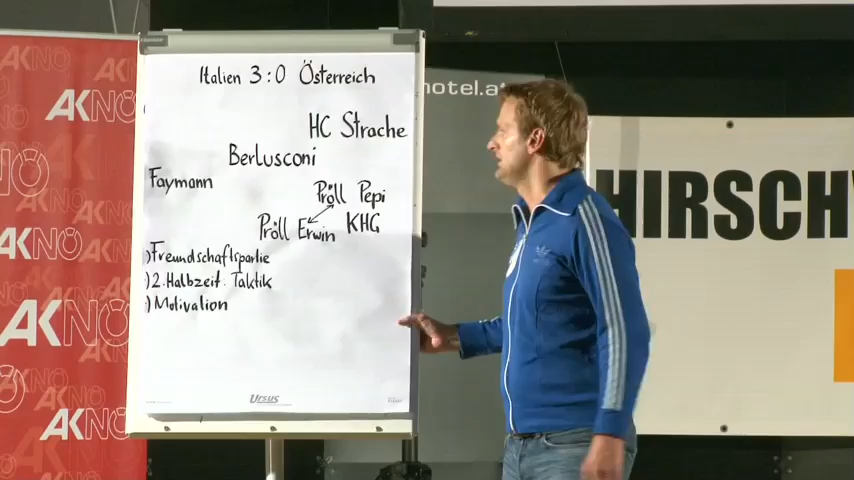 Italien 3:0 Österreich
HC Strache
Berlusconi
Faymann
Pröll Pepi
Pröll Erwin KHG
) Freundschaftspartie
) 2. Halbzeit. Taktik
) Motivation
Ursus
hotel.at
HIRSCH
AKNÖ
AKNÖ
AKNÖ
AKNÖ